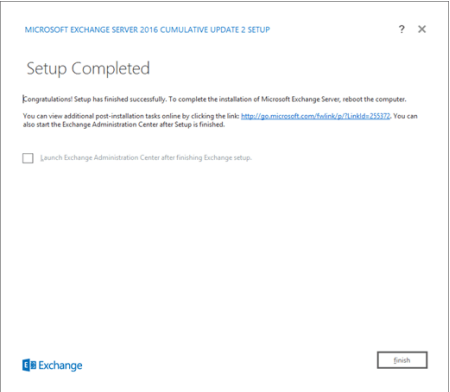 MICROSOFT EXCHANGE SERVER 2016 CUMULATIVE UPDATE 2 SETUP
? ×
Setup Completed
Congratulations! Setup has finished successfully. To complete the installation of Microsoft Exchange Server, reboot the computer.
You can view additional post-installation tasks online by clicking the link: http://go.microsoft.com/fwlink/p/?LinkId=255372. You can
also start the Exchange Administration Center after Setup is finished.
Launch Exchange Administration Center after finishing Exchange setup.
Exchange
finish